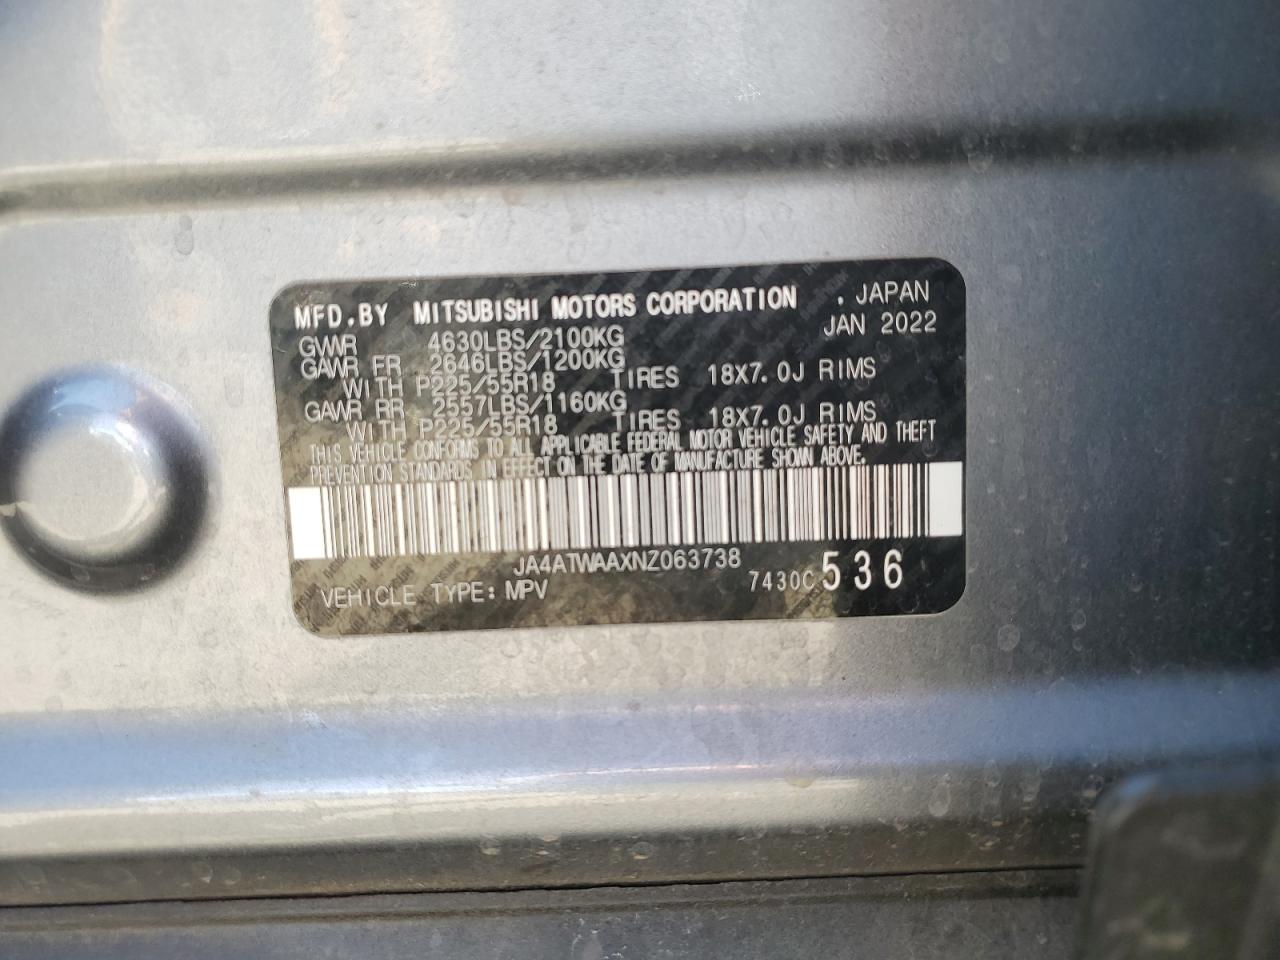 MFD.BY MITSUBISHI MOTORS CORPORATION . JAPAN
JAN 2022
GVWR 4630LBS/2100KG
GAWR FR 2646LBS/1200KG
WITH P225/55R18 TIRES 18X7.0J RIMS
GAWR RR 2557LBS/1160KG
WITH P225/55R18 TIRES 18X7.0J RIMS
THIS VEHICLE CONFORMS TO ALL APPLICABLE FEDERAL MOTOR VEHICLE SAFETY AND THEFT
PREVENTION STANDARDS IN EFFECT ON THE DATE OF MANUFACTURE SHOWN ABOVE.
JA4ATWAAXNZ063738
VEHICLE TYPE: MPV 7430C536